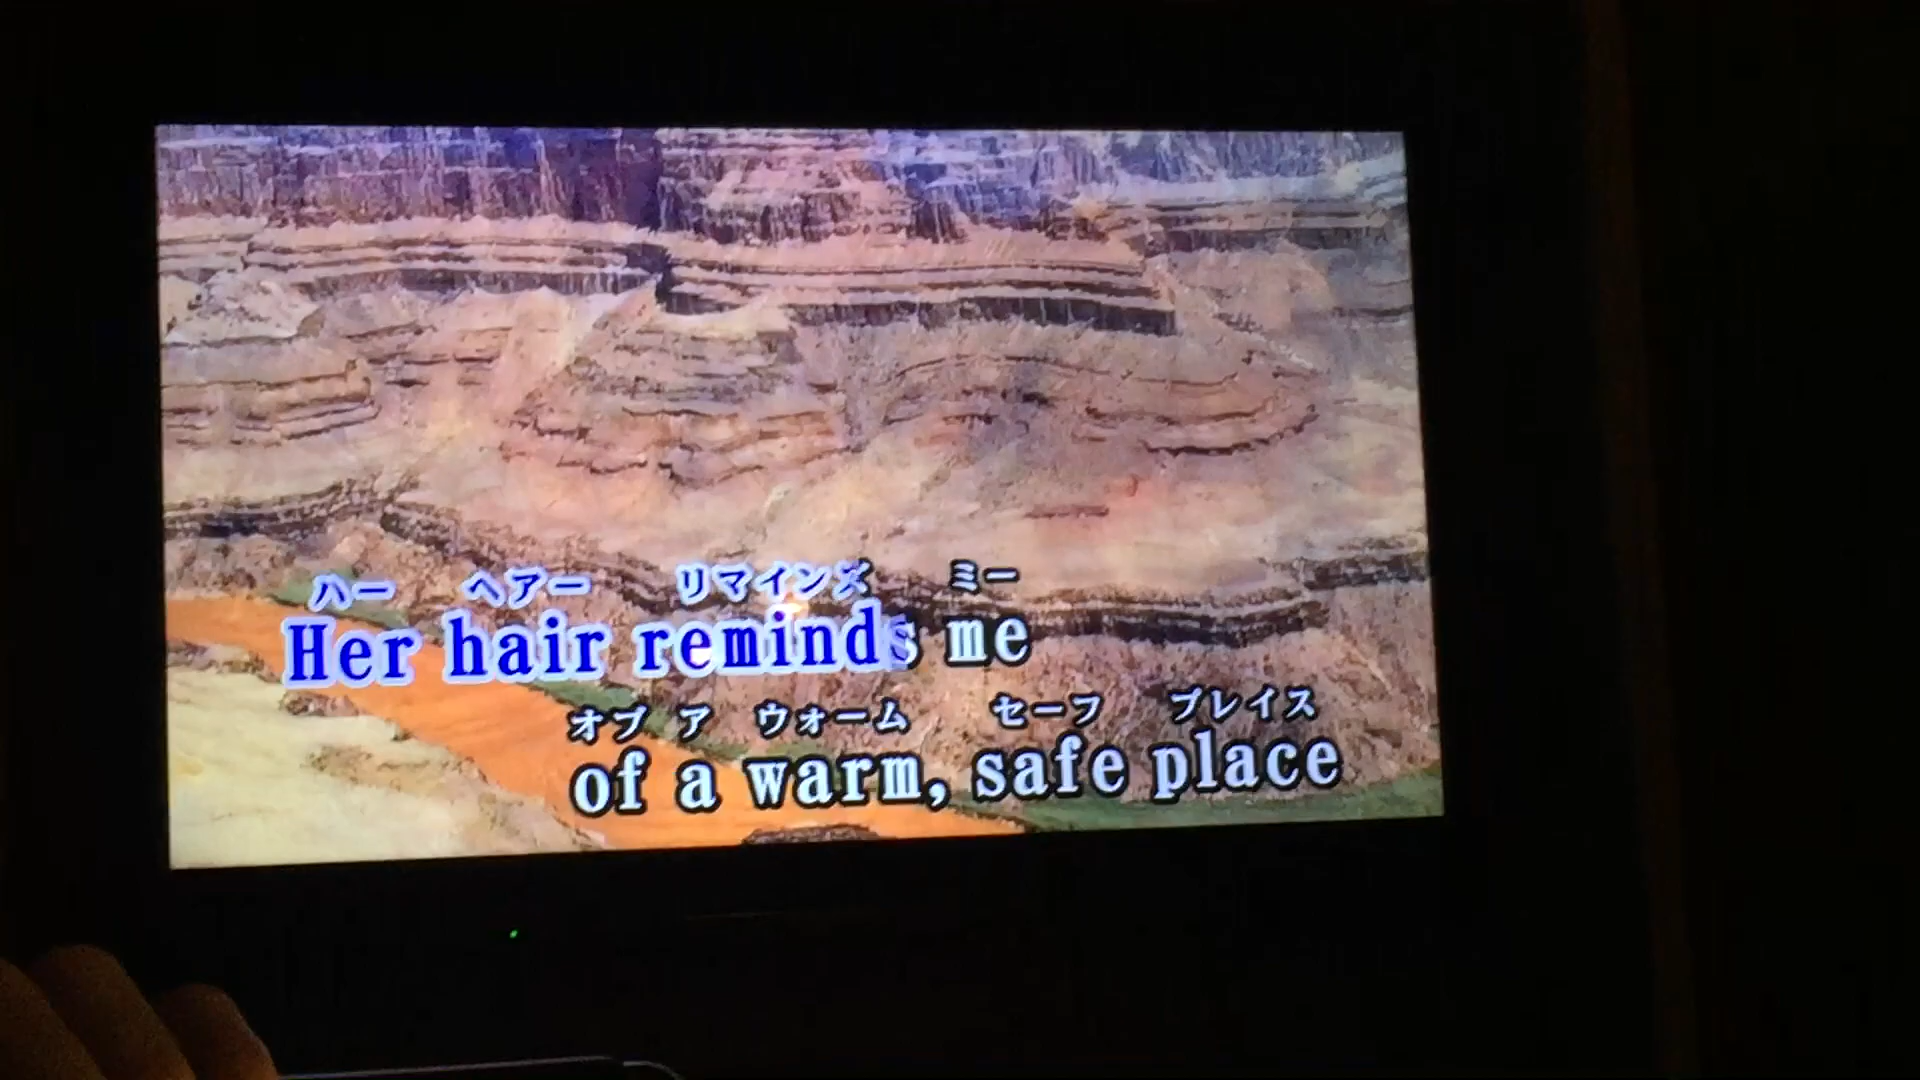 ハー ヘアー リマインズ ミー
Her hair reminds me
オブ ア ウォーム セーフ プレイス
of a warm, safe place